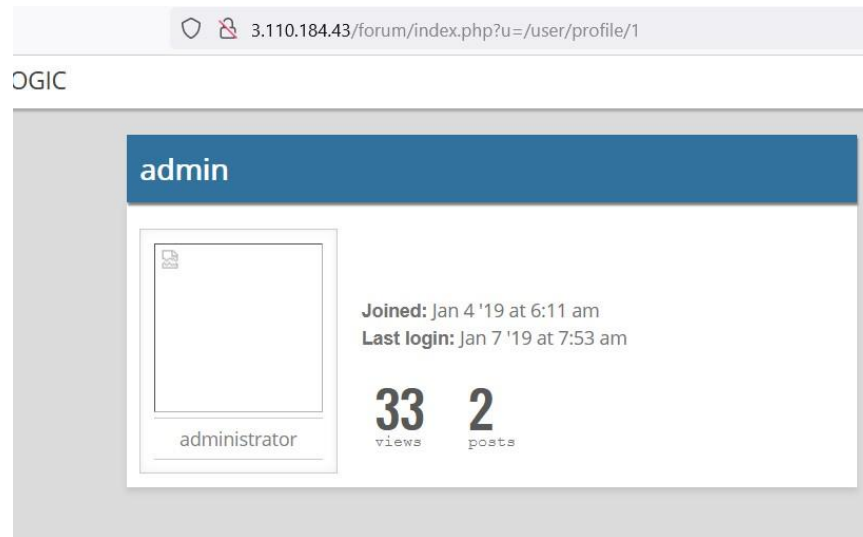 3.110.184.43/forum/index.php?u=/user/profile/1
OGIC
admin
Joined: Jan 4 '19 at 6:11 am
Last login: Jan 7 '19 at 7:53 am
33 2
views posts
administrator